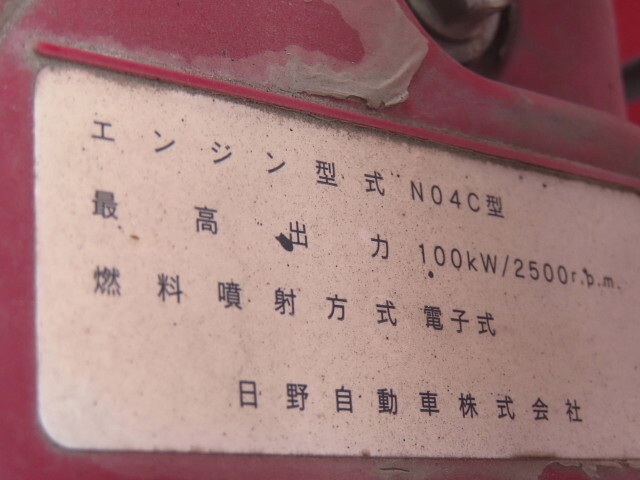 エンジン型式 N04C型
最高出力 100kW/2500r.p.m.
燃料噴射方式 電子式
日野自動車株式会社